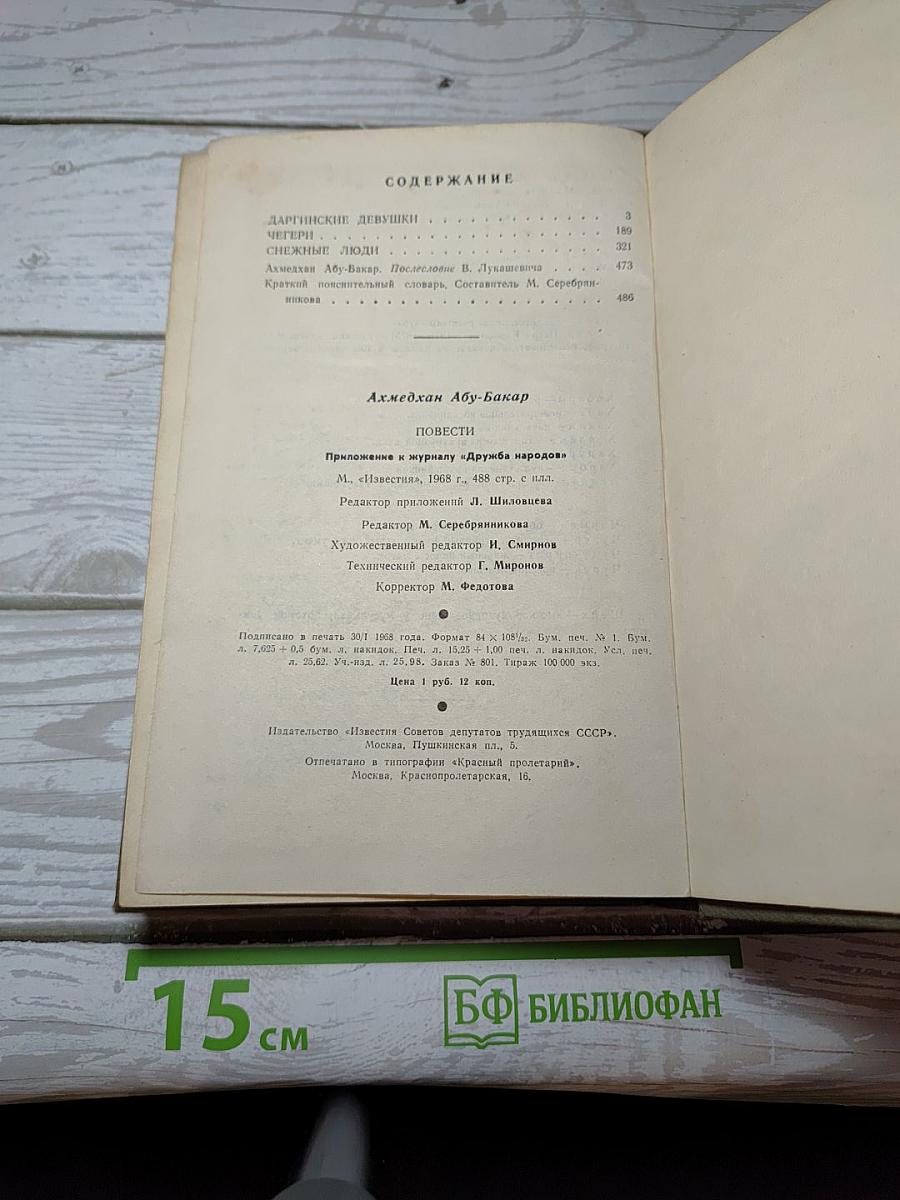 СОДЕРЖАНИЕ
ДАРГИНСКИЕ ДЕВУШКИ . . . . . . . . . . . . 3
ЧЕГЕРИ . . . . . . . . . . . . . . . . . . 189
СНЕЖНЫЕ ЛЮДИ . . . . . . . . . . . . . . 321
Ахмедхан Абу-Бакар. Послесловие В. Лукашевича . . . . 473
Краткий пояснительный словарь, Составитель М. Серебрян-
никова . . . . . . . . . . . . . . . . . . 486
Ахмедхан Абу-Бакар
ПОВЕСТИ
Приложение к журналу «Дружба народов»
М., «Известия», 1968 г., 488 стр. с илл.
Редактор приложений Л. Шиловцева
Редактор М. Серебрянникова
Художественный редактор И. Смирнов
Технический редактор Г. Миронов
Корректор М. Федотова
Подписано в печать 30/I 1968 года. Формат 84 × 108¹/₃₂. Бум. печ. № 1. Бум.
л. 7,625 + 0,5 бум. л. накидок. Печ. л. 15,25 + 1,00 печ. л. накидок. Усл. печ.
л. 25,62. Уч.-изд. л. 25,98. Заказ № 801. Тираж 100 000 экз.
Цена 1 руб. 12 коп.
Издательство «Известия Советов депутатов трудящихся СССР».
Москва, Пушкинская пл., 5.
Отпечатано в типографии «Красный пролетарий».
Москва, Краснопролетарская, 16.
15 см
БФ БИБЛИОФАН